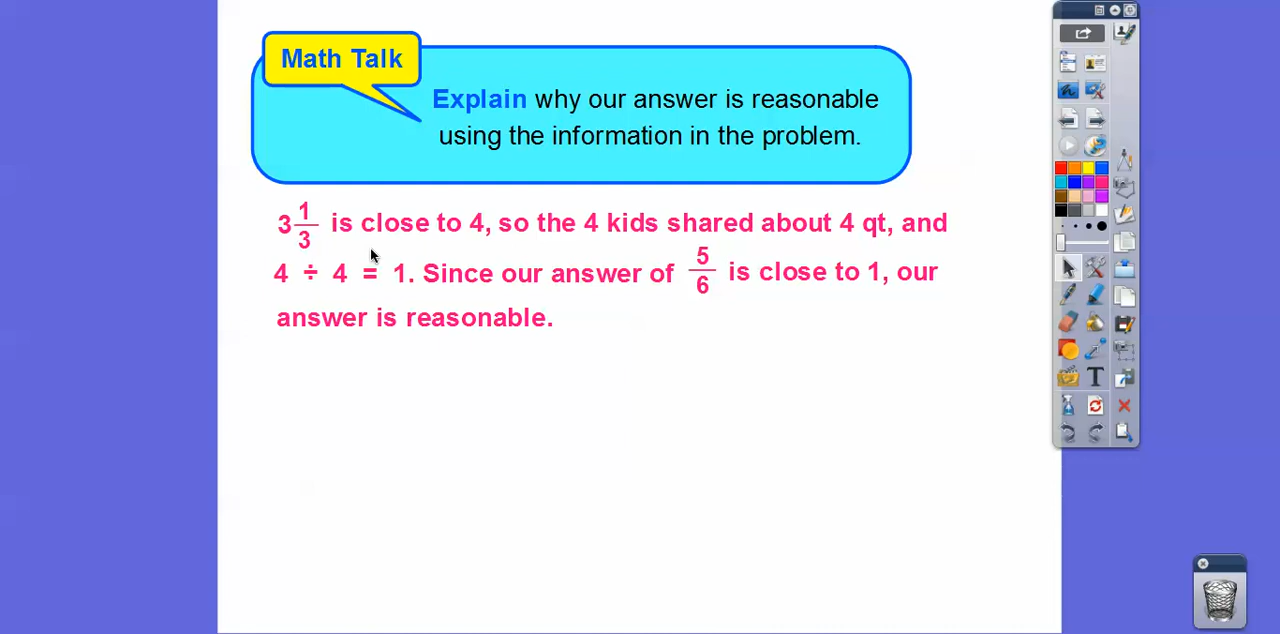 Math Talk
Explain why our answer is reasonable
using the information in the problem.
3 1/3 is close to 4, so the 4 kids shared about 4 qt, and
4 ÷ 4 = 1. Since our answer of 5/6 is close to 1, our
answer is reasonable.